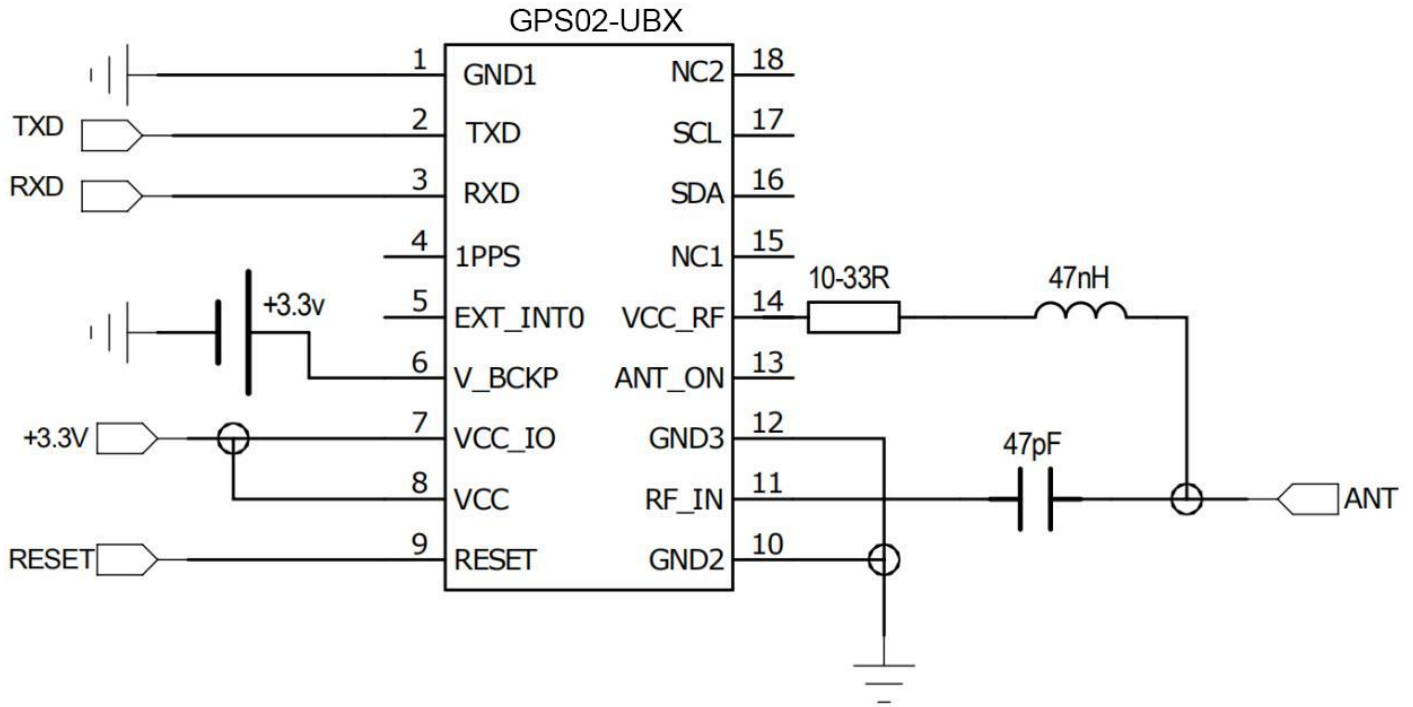 GPS02-UBX
1 GND1 NC2 18
TXD 2 TXD SCL 17
RXD 3 RXD SDA 16
4 1PPS NC1 15
+3.3v 5 EXT_INT0 VCC_RF 14 10-33R 47nH
6 V_BCKP ANT_ON 13
+3.3V 7 VCC_IO GND3 12 47pF
8 VCC RF_IN 11 ANT
RESET 9 RESET GND2 10